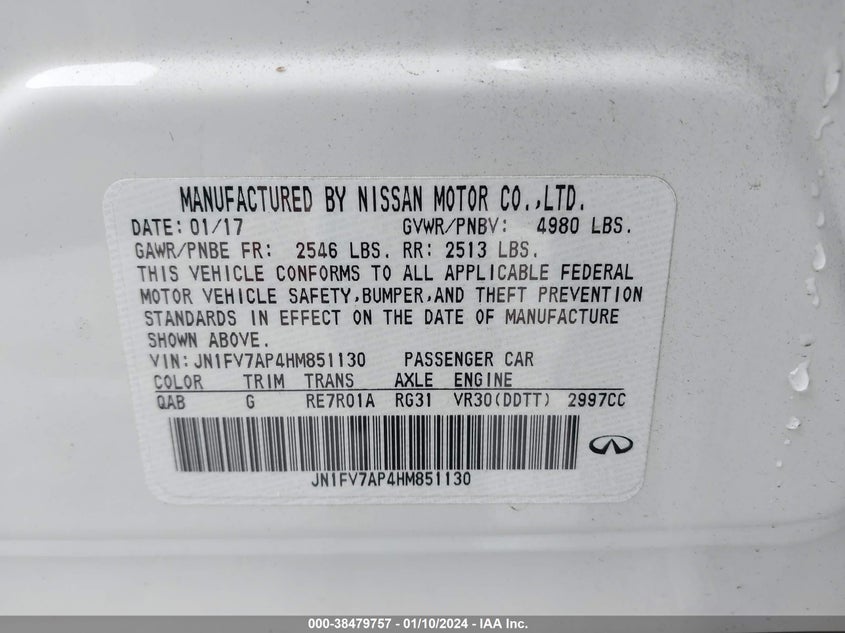 MANUFACTURED BY NISSAN MOTOR CO.,LTD.
DATE: 01/17 GVWR/PNBV: 4980 LBS.
GAWR/PNBE FR: 2546 LBS. RR: 2513 LBS.
THIS VEHICLE CONFORMS TO ALL APPLICABLE FEDERAL
MOTOR VEHICLE SAFETY,BUMPER,AND THEFT PREVENTION
STANDARDS IN EFFECT ON THE DATE OF MANUFACTURE
SHOWN ABOVE.
VIN:JN1FV7AP4HM851130 PASSENGER CAR
COLOR TRIM TRANS AXLE ENGINE
QAB G RE7R01A RG31 VR30(DDTT) 2997CC
JN1FV7AP4HM851130
000-38479757 — 01/10/2024 — IAA Inc.